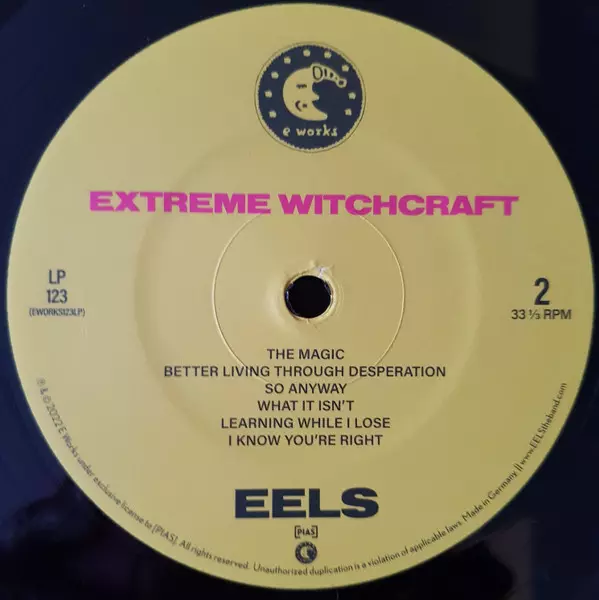 e works
EXTREME WITCHCRAFT
LP
123
(EWORKS123LP)
2
33 ⅓ RPM
THE MAGIC
BETTER LIVING THROUGH DESPERATION
SO ANYWAY
WHAT IT ISN'T
LEARNING WHILE I LOSE
I KNOW YOU'RE RIGHT
EELS
[PIAS]
℗ & © 2022 E Works under exclusive license to [PIAS]. All rights reserved. Unauthorized duplication is a violation of applicable laws. Made in Germany. || www.EELStheband.com